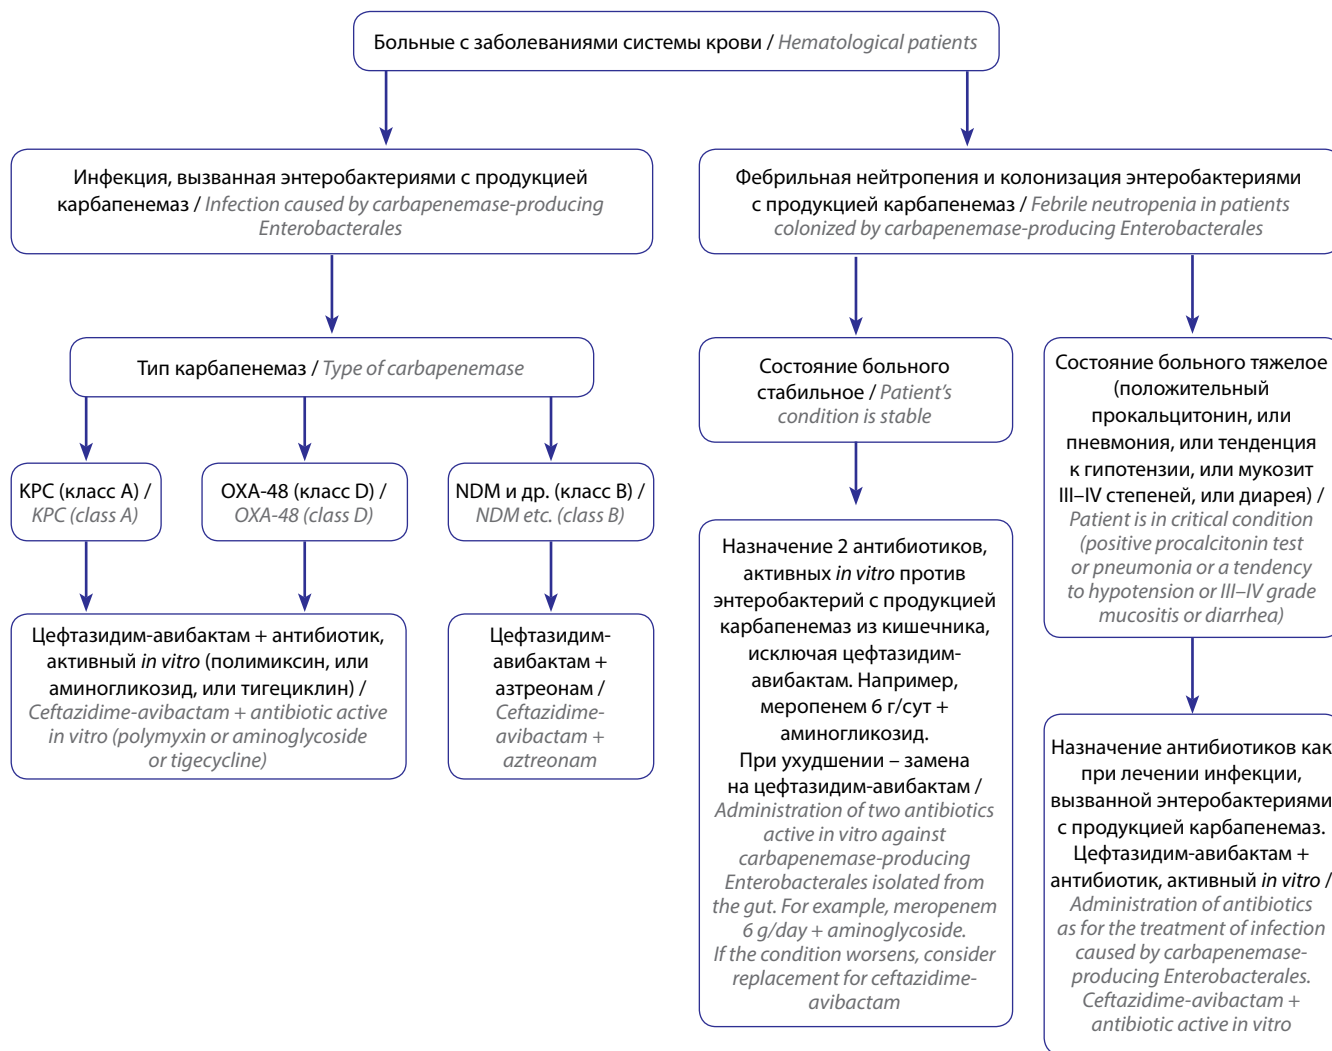 Больные с заболеваниями системы крови / Hematological patients
Инфекция, вызванная энтеробактериями с продукцией
карбапенемаз / Infection caused by carbapenemase-producing
Enterobacterales
Фебрильная нейтропения и колонизация энтеробактериями
с продукцией карбапенемаз / Febrile neutropenia in patients
colonized by carbapenemase-producing Enterobacterales
Тип карбапенемаз / Type of carbapenemase
KPC (класс А) /
KPC (class A)
OXA-48 (класс D) /
OXA-48 (class D)
NDM и др. (класс B) /
NDM etc. (class B)
Цефтазидим-авибактам + антибиотик,
активный in vitro (полимиксин, или
аминогликозид, или тигециклин) /
Ceftazidime-avibactam + antibiotic active
in vitro (polymyxin or aminoglycoside
or tigecycline)
Цефтазидим-
авибактам +
азтреонам /
Ceftazidime-
avibactam +
aztreonam
Состояние больного
стабильное / Patient’s
condition is stable
Назначение 2 антибиотиков,
активных in vitro против
энтеробактерий с продукцией
карбапенемаз из кишечника,
исключая цефтазидим-
авибактам. Например,
меропенем 6 г/сут +
аминогликозид.
При ухудшении – замена
на цефтазидим-авибактам /
Administration of two antibiotics
active in vitro against
carbapenemase-producing
Enterobacterales isolated from
the gut. For example, meropenem
6 g/day + aminoglycoside.
If the condition worsens, consider
replacement for ceftazidime-
avibactam
Состояние больного тяжелое
(положительный
прокальцитонин, или
пневмония, или тенденция
к гипотензии, или мукозит
III–IV степеней, или диарея) /
Patient is in critical condition
(positive procalcitonin test
or pneumonia or a tendency
to hypotension or III–IV grade
mucositis or diarrhea)
Назначение антибиотиков как
при лечении инфекции,
вызванной энтеробактериями
с продукцией карбапенемаз.
Цефтазидим-авибактам +
антибиотик, активный in vitro /
Administration of antibiotics
as for the treatment of infection
caused by carbapenemase-
producing Enterobacterales.
Ceftazidime-avibactam +
antibiotic active in vitro